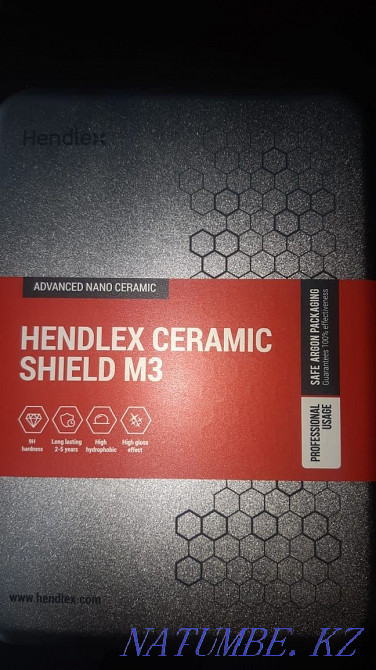 Hendlex
ADVANCED NANO CERAMIC
HENDLEX CERAMIC
SHIELD M3
9H
hardness
Long lasting
2-5 years
High
hydrophobic
High gloss
effect
SAFE ARGON PACKAGING
Guarantees 100% effectiveness
PROFESSIONAL
USAGE
www.hendlex.com
NATUMBE.KZ